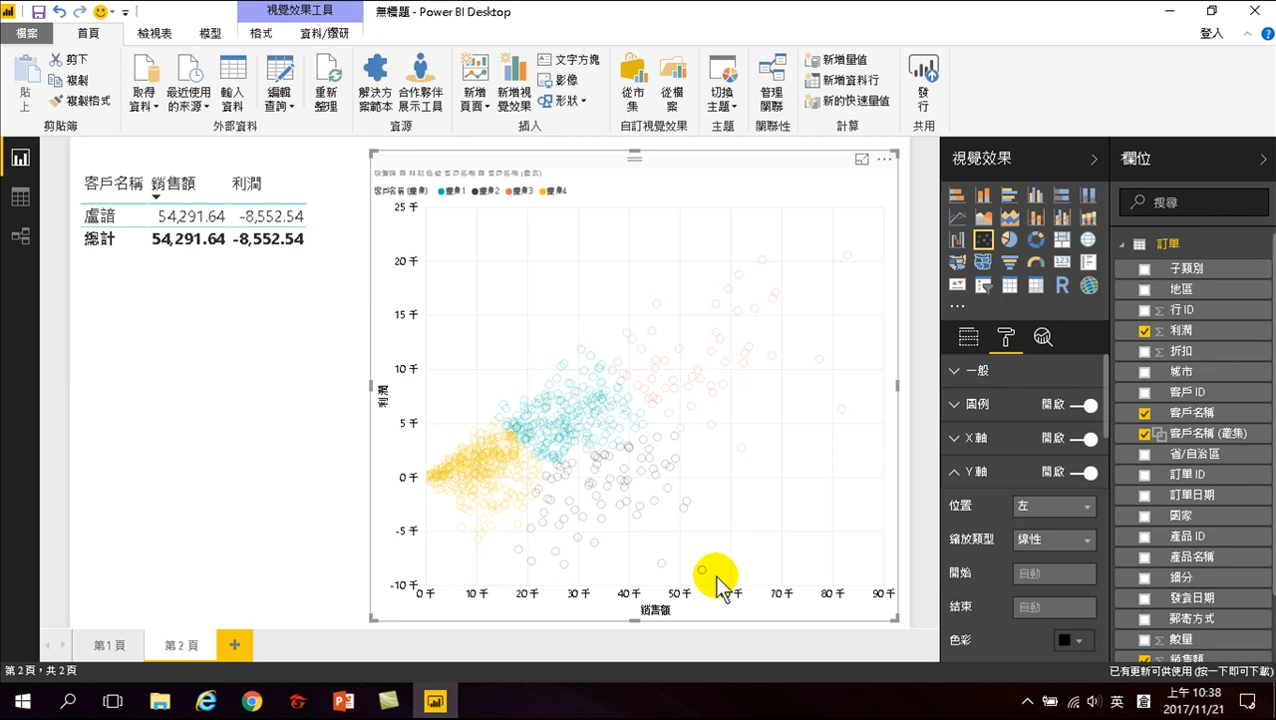 視覺效果工具
無標題 - Power BI Desktop
檔案 首頁 檢視表 模型 格式 資料/鑽研 登入
貼上
剪下
複製
複製格式
剪貼簿
取得資料
最近使用的來源
輸入資料
編輯查詢
重新整理
外部資料
解決方案範本
合作夥伴展示工具
資源
新增頁面
新增視覺效果
文字方塊
影像
形狀
插入
從市集
從檔案
自訂視覺效果
切換主題
主題
管理關聯
關聯性
新增量值
新增資料行
新的快速量值
計算
發行
共用
客戶名稱 銷售額 利潤
盧諳 54,291.64 -8,552.54
總計 54,291.64 -8,552.54
客戶名稱 (叢集) 叢集1 叢集2 叢集3 叢集4
25 千
20 千
15 千
10 千
5 千
0 千
-5 千
-10 千
利潤
0 千 10 千 20 千 30 千 40 千 50 千 60 千 70 千 80 千 90 千
銷售額
視覺效果
R
123
一般
圖例 開啟
X 軸 開啟
Y 軸 開啟
位置 左
縮放類型 線性
開始 自動
結束 自動
色彩
欄位
搜尋
訂單
子類別
地區
行 ID
利潤
折扣
城市
客戶 ID
客戶名稱
客戶名稱 (叢集)
省/自治區
訂單 ID
訂單日期
國家
產品 ID
產品名稱
細分
發貨日期
郵寄方式
數量
銷售額
第 1 頁 第 2 頁
第 2 頁，共 2 頁
已有更新可供使用 (按一下即可下載)
英
上午 10:38
2017/11/21